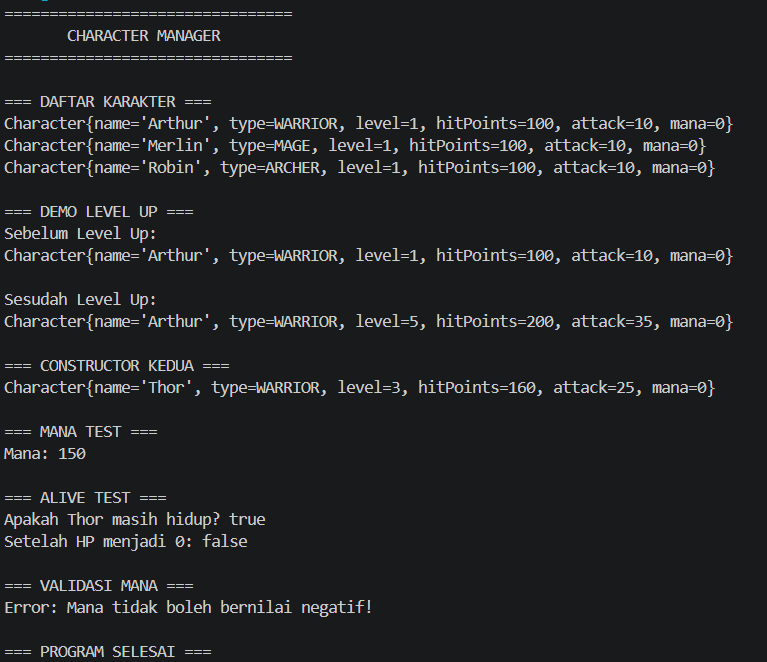 ================================
CHARACTER MANAGER
================================
=== DAFTAR KARAKTER ===
Character{name='Arthur', type=WARRIOR, level=1, hitPoints=100, attack=10, mana=0}
Character{name='Merlin', type=MAGE, level=1, hitPoints=100, attack=10, mana=0}
Character{name='Robin', type=ARCHER, level=1, hitPoints=100, attack=10, mana=0}
=== DEMO LEVEL UP ===
Sebelum Level Up:
Character{name='Arthur', type=WARRIOR, level=1, hitPoints=100, attack=10, mana=0}
Sesudah Level Up:
Character{name='Arthur', type=WARRIOR, level=5, hitPoints=200, attack=35, mana=0}
=== CONSTRUCTOR KEDUA ===
Character{name='Thor', type=WARRIOR, level=3, hitPoints=160, attack=25, mana=0}
=== MANA TEST ===
Mana: 150
=== ALIVE TEST ===
Apakah Thor masih hidup? true
Setelah HP menjadi 0: false
=== VALIDASI MANA ===
Error: Mana tidak boleh bernilai negatif!
=== PROGRAM SELESAI ===